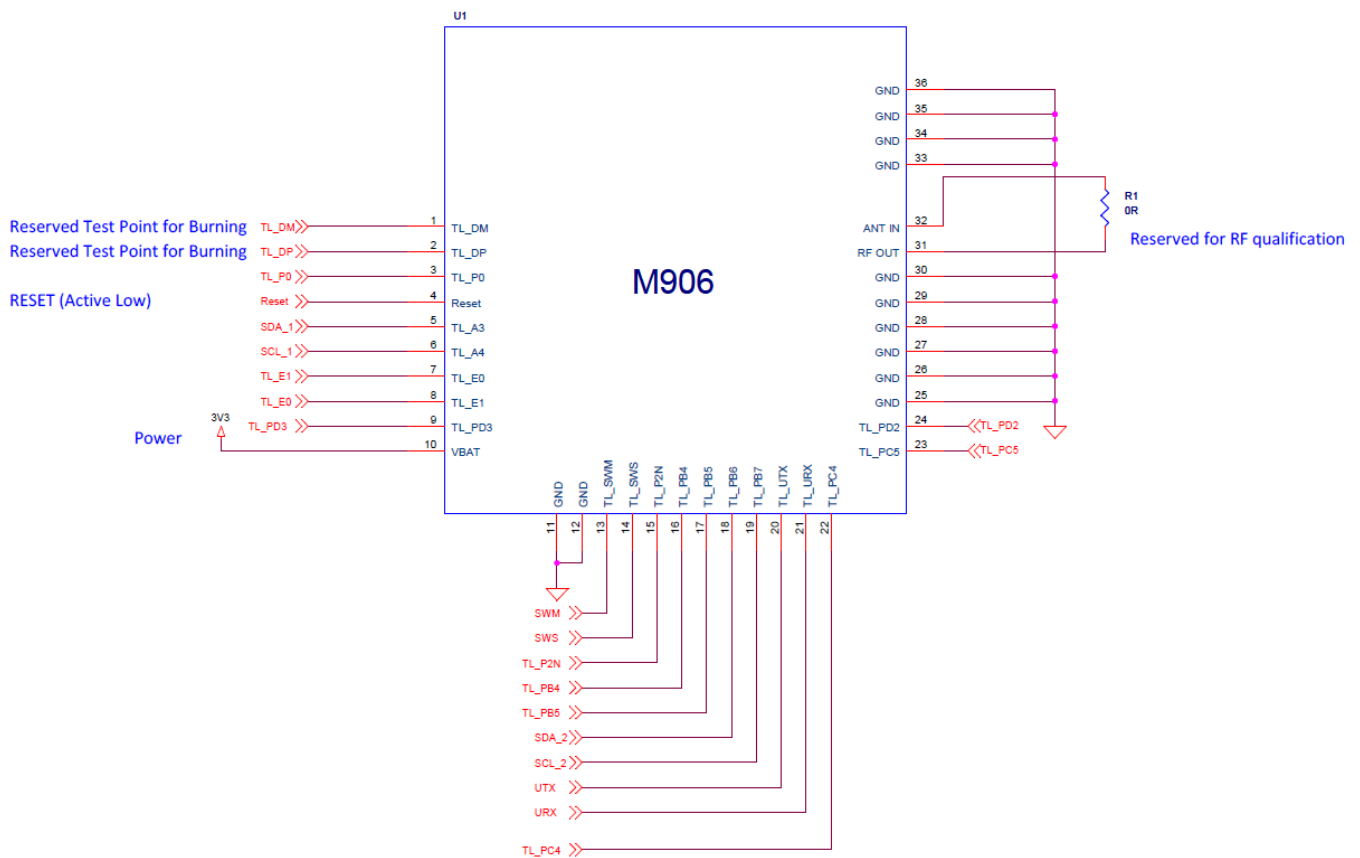 U1
GND 36
GND 35
GND 34
GND 33
R1
0R
ANT IN 32
Reserved for RF qualification
RF OUT 31
Reserved Test Point for Burning TL_DM 1 TL_DM
Reserved Test Point for Burning TL_DP 2 TL_DP
TL_P0 3 TL_P0
RESET (Active Low) Reset 4 Reset
SDA_1 5 TL_A3
SCL_1 6 TL_A4
TL_E1 7 TL_E0
TL_E0 8 TL_E1
TL_PD3 9 TL_PD3
Power 3V3 10 VBAT
M906
GND 30
GND 29
GND 28
GND 27
GND 26
GND 25
TL_PD2 24 TL_PD2
TL_PC5 23 TL_PC5
GND 11
GND 12
TL_SWM 13
TL_SWS 14
TL_P2N 15
TL_PB4 16
TL_PB5 17
TL_PB6 18
TL_PB7 19
TL_UTX 20
TL_URX 21
TL_PC4 22
SWM
SWS
TL_P2N
TL_PB4
TL_PB5
SDA_2
SCL_2
UTX
URX
TL_PC4